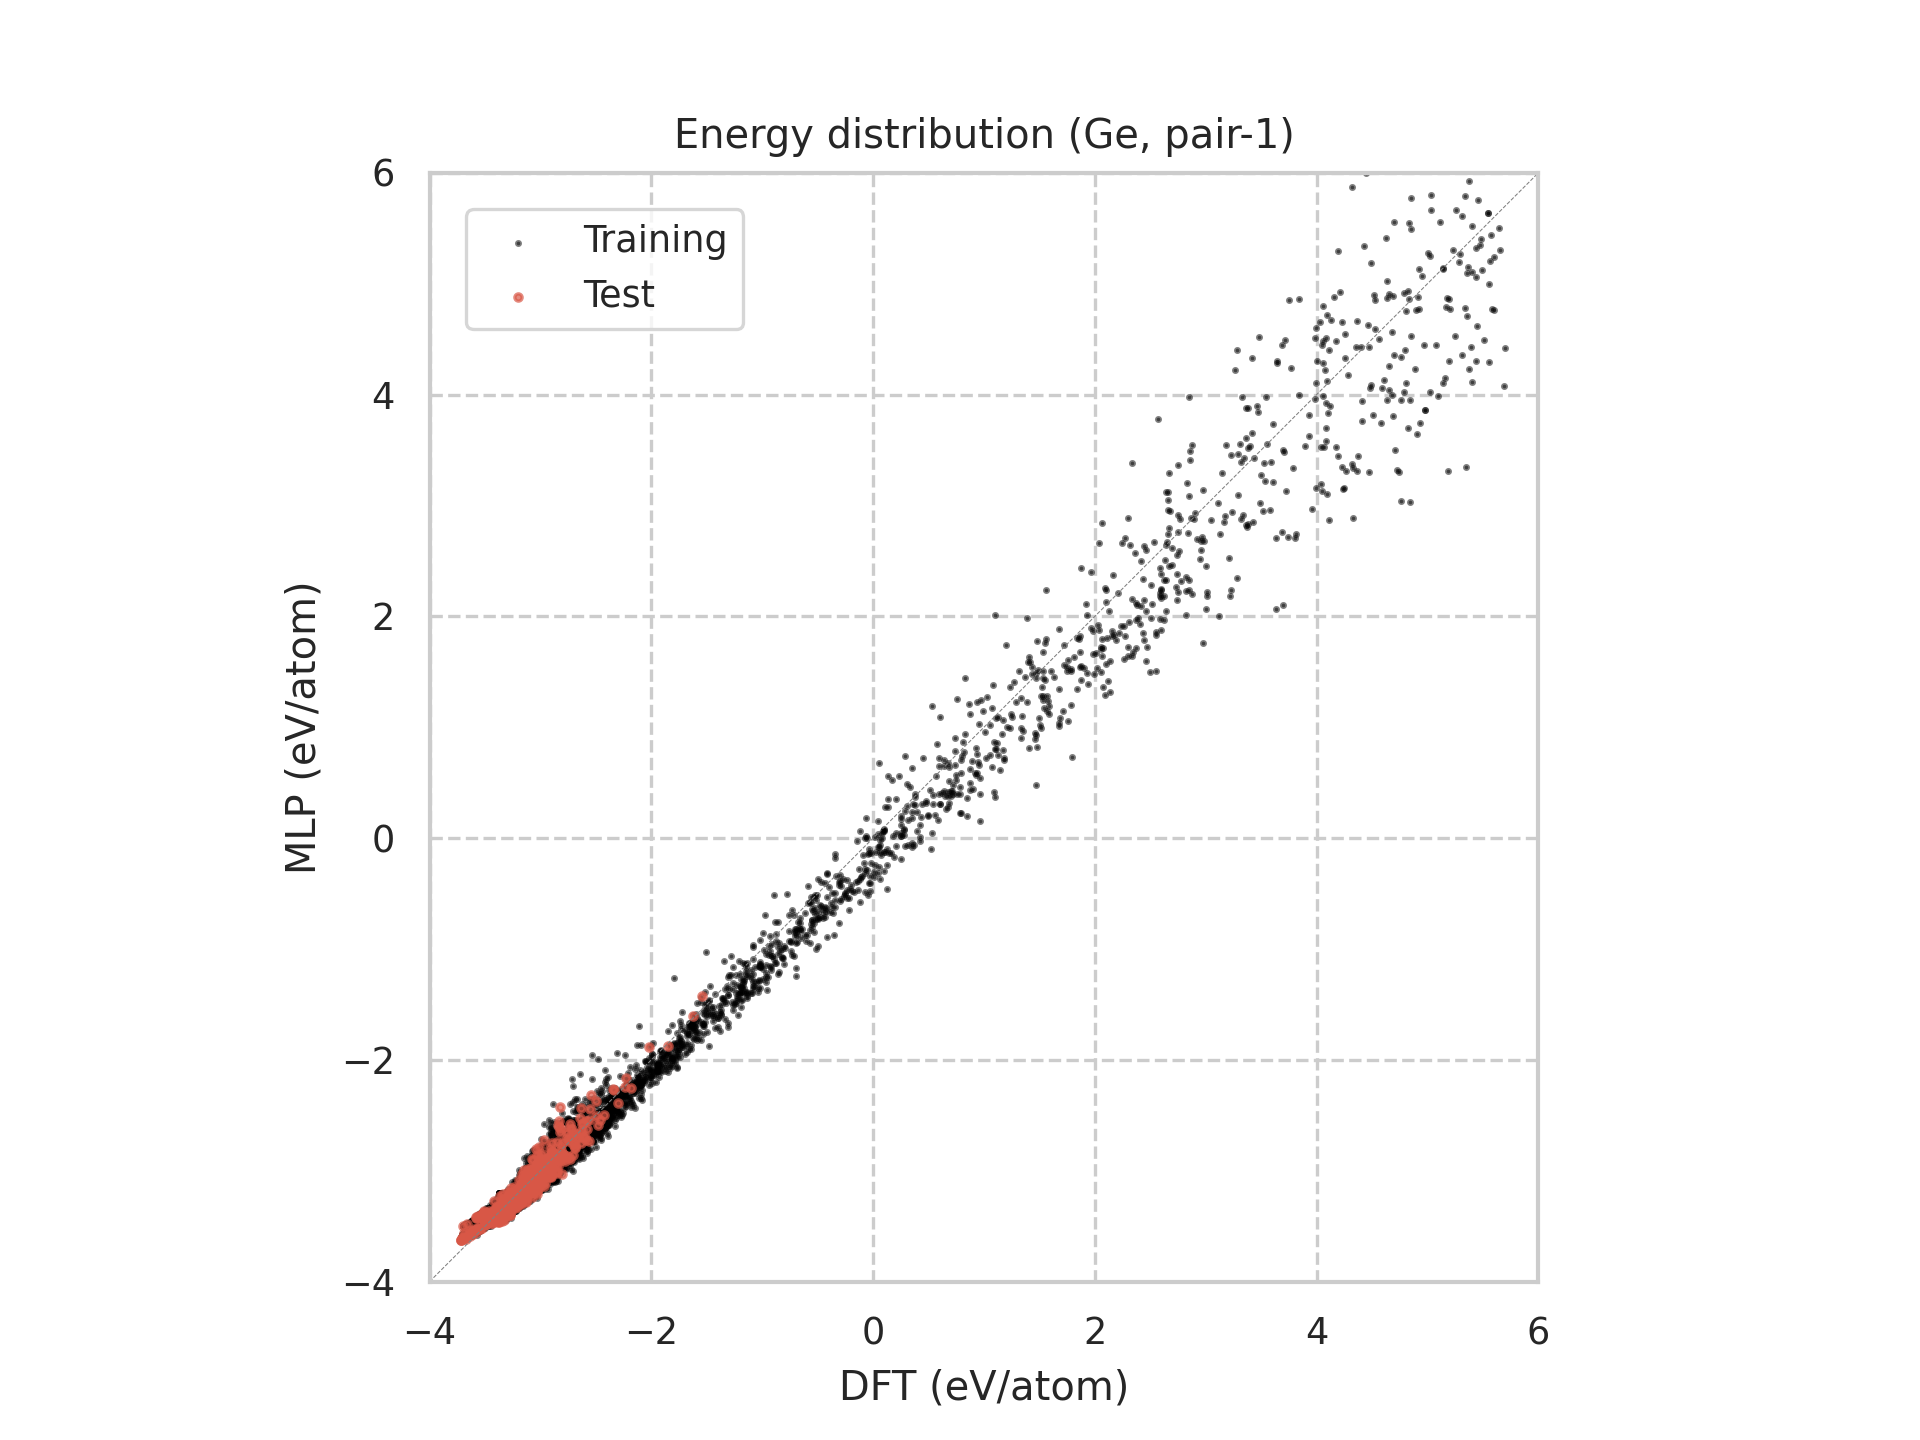 Energy distribution (Ge, pair-1)
6
Training
Test
4
2
0
−2
−4
MLP (eV/atom)
−4
−2
0
2
4
6
DFT (eV/atom)